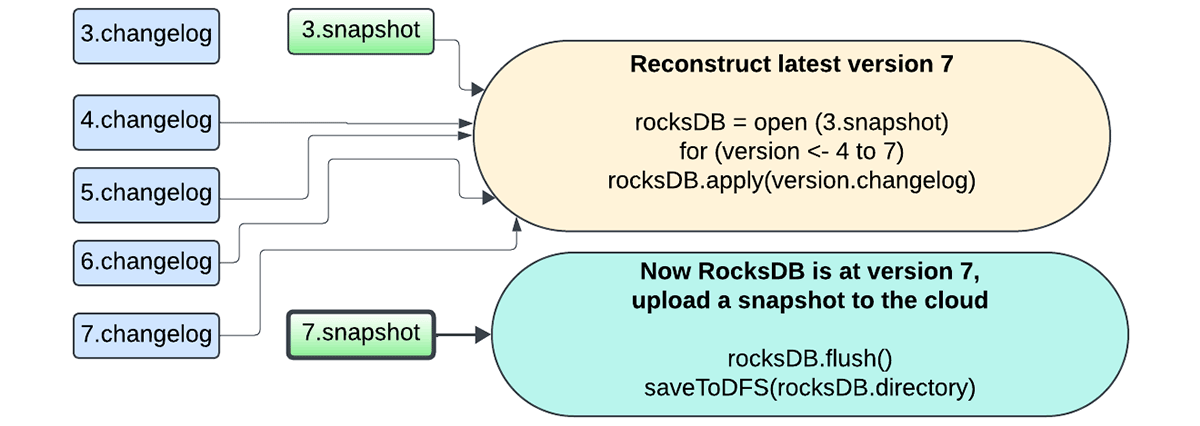 3.changelog
3.snapshot
4.changelog
5.changelog
6.changelog
7.changelog
7.snapshot
Reconstruct latest version 7
rocksDB = open (3.snapshot)
for (version <- 4 to 7)
rocksDB.apply(version.changelog)
Now RocksDB is at version 7,
upload a snapshot to the cloud
rocksDB.flush()
saveToDFS(rocksDB.directory)